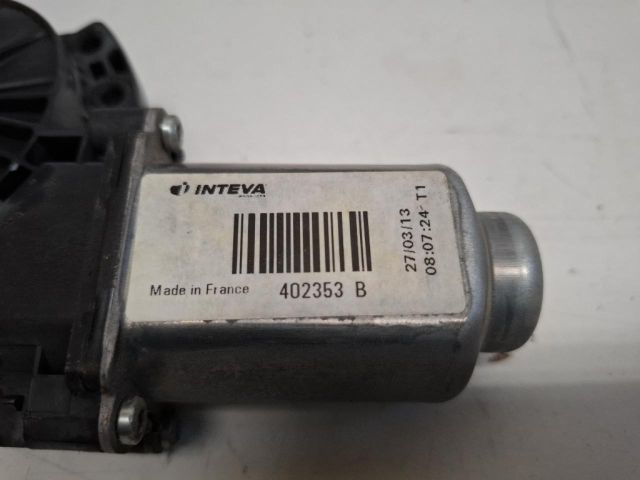 INTEVA
Made in France
402353 B
27/03/13
08:07:24 T1